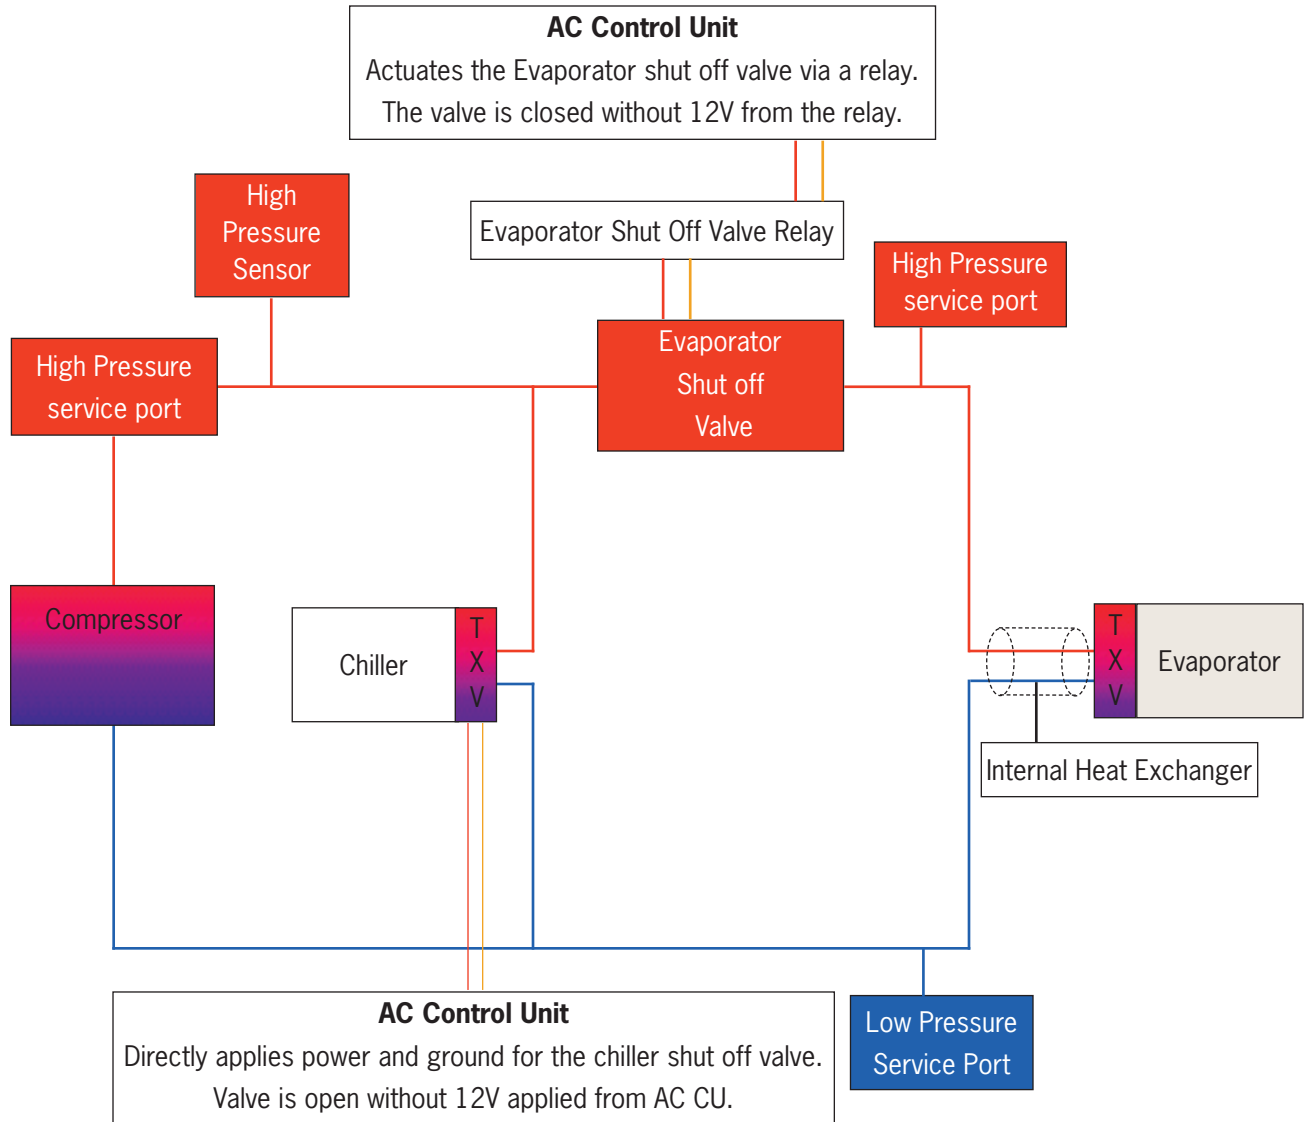 AC Control Unit
Actuates the Evaporator shut off valve via a relay.
The valve is closed without 12V from the relay.
High
Pressure
Sensor
Evaporator Shut Off Valve Relay
High Pressure
service port
High Pressure
service port
Evaporator
Shut off
Valve
Compressor
Chiller
T
X
V
T
X
V
Evaporator
Internal Heat Exchanger
AC Control Unit
Directly applies power and ground for the chiller shut off valve.
Valve is open without 12V applied from AC CU.
Low Pressure
Service Port